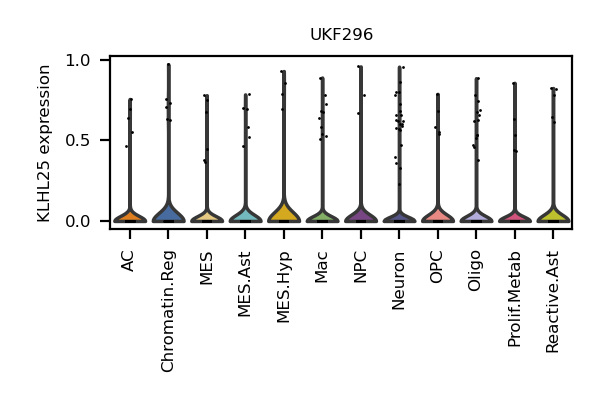 UKF296
KLHL25 expression
1.0
0.5
0.0
AC
Chromatin.Reg
MES
MES.Ast
MES.Hyp
Mac
NPC
Neuron
OPC
Oligo
Prolif.Metab
Reactive.Ast